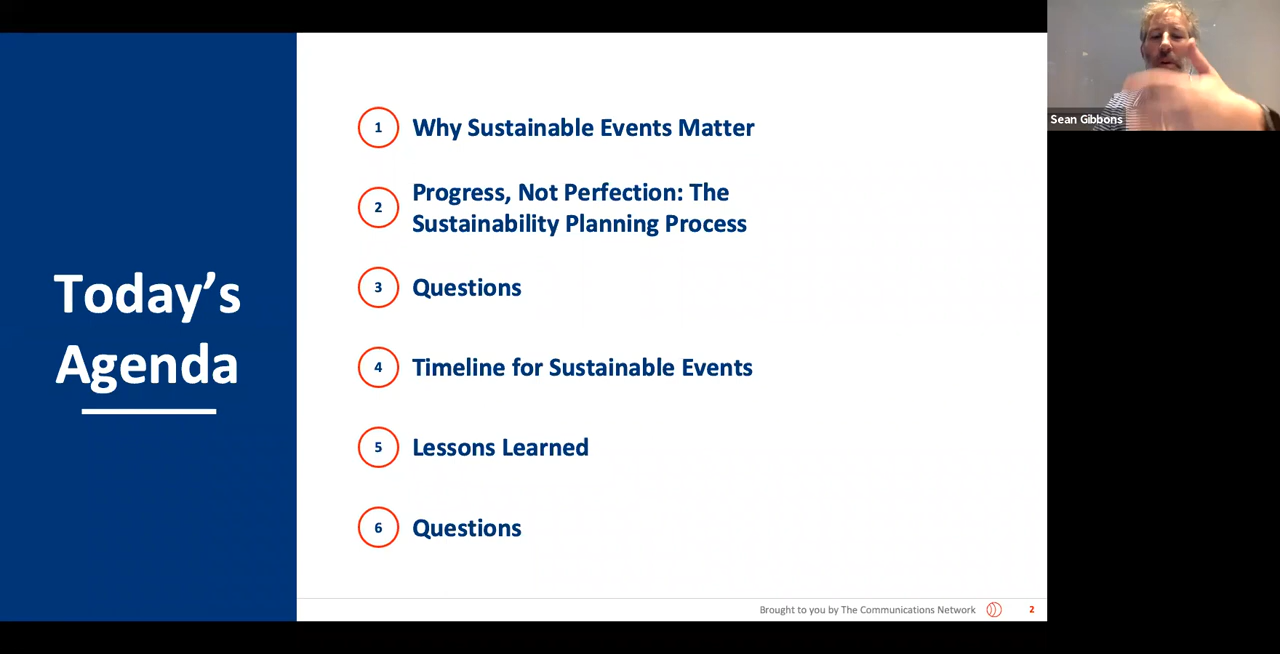 Today's
Agenda
1
Why Sustainable Events Matter
2
Progress, Not Perfection: The
Sustainability Planning Process
3
Questions
4
Timeline for Sustainable Events
5
Lessons Learned
6
Questions
Brought to you by The Communications Network
2
Sean Gibbons